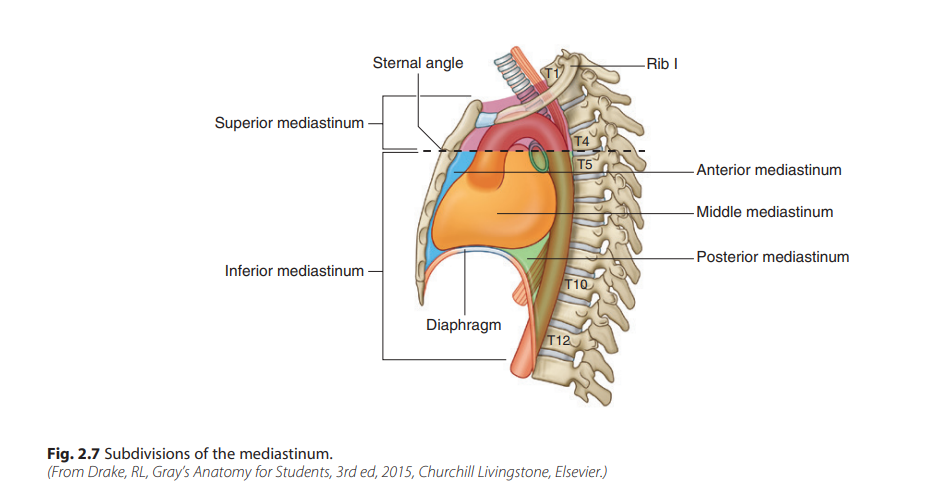 Sternal angle
Rib I
T1
Superior mediastinum
T4
T5
Anterior mediastinum
Middle mediastinum
Posterior mediastinum
Inferior mediastinum
T10
Diaphragm
T12
Fig. 2.7 Subdivisions of the mediastinum.
(From Drake, RL, Gray's Anatomy for Students, 3rd ed, 2015, Churchill Livingstone, Elsevier.)